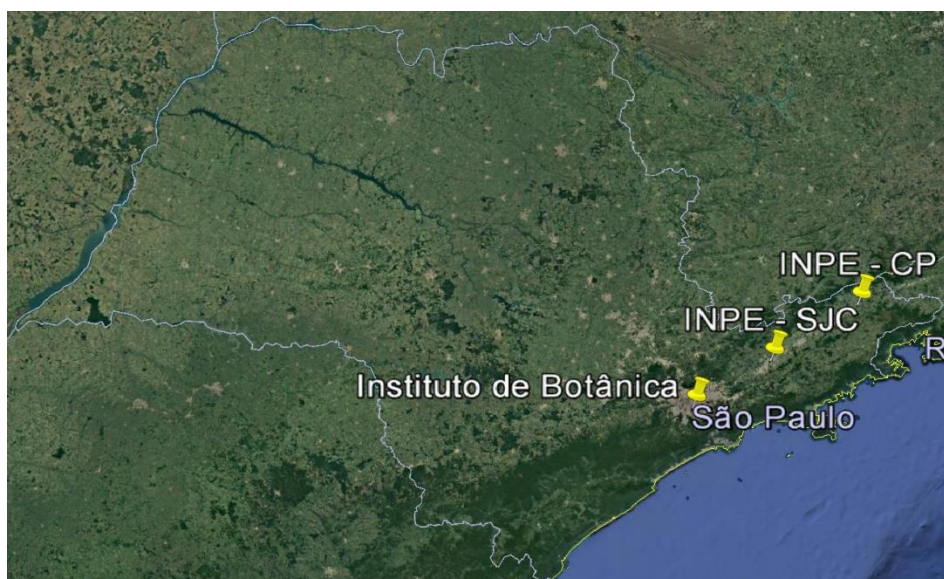 INPE - CP
INPE - SJC
Instituto de Botânica
São Paulo
R